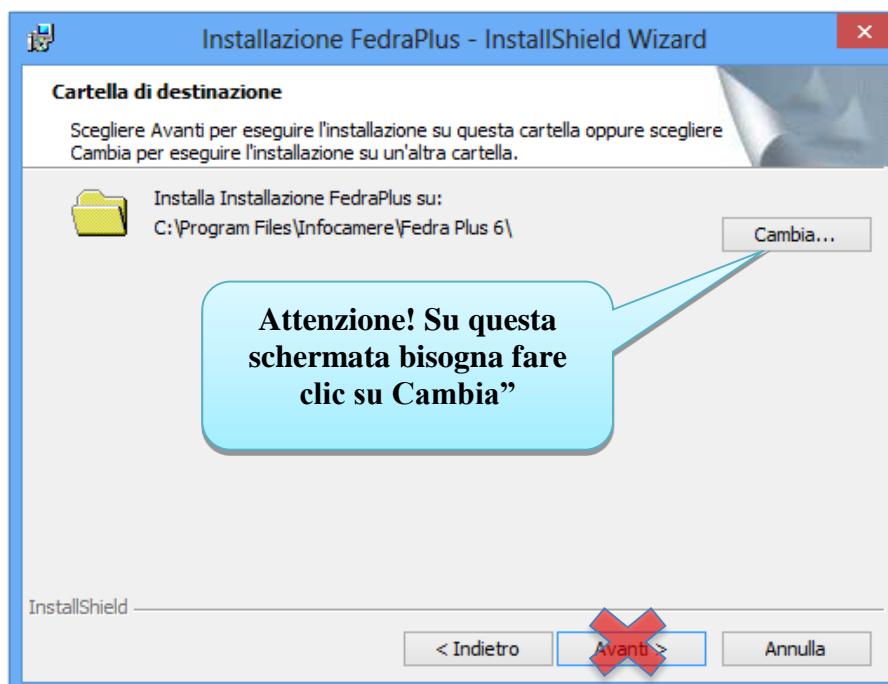 Installazione FedraPlus - InstallShield Wizard
Cartella di destinazione
Scegliere Avanti per eseguire l'installazione su questa cartella oppure scegliere
Cambia per eseguire l'installazione su un'altra cartella.
Installa Installazione FedraPlus su:
C:\Program Files\Infocamere\Fedra Plus 6\
Cambia...
Attenzione! Su questa
schermata bisogna fare
clic su Cambia”
InstallShield
< Indietro
Avanti >
Annulla